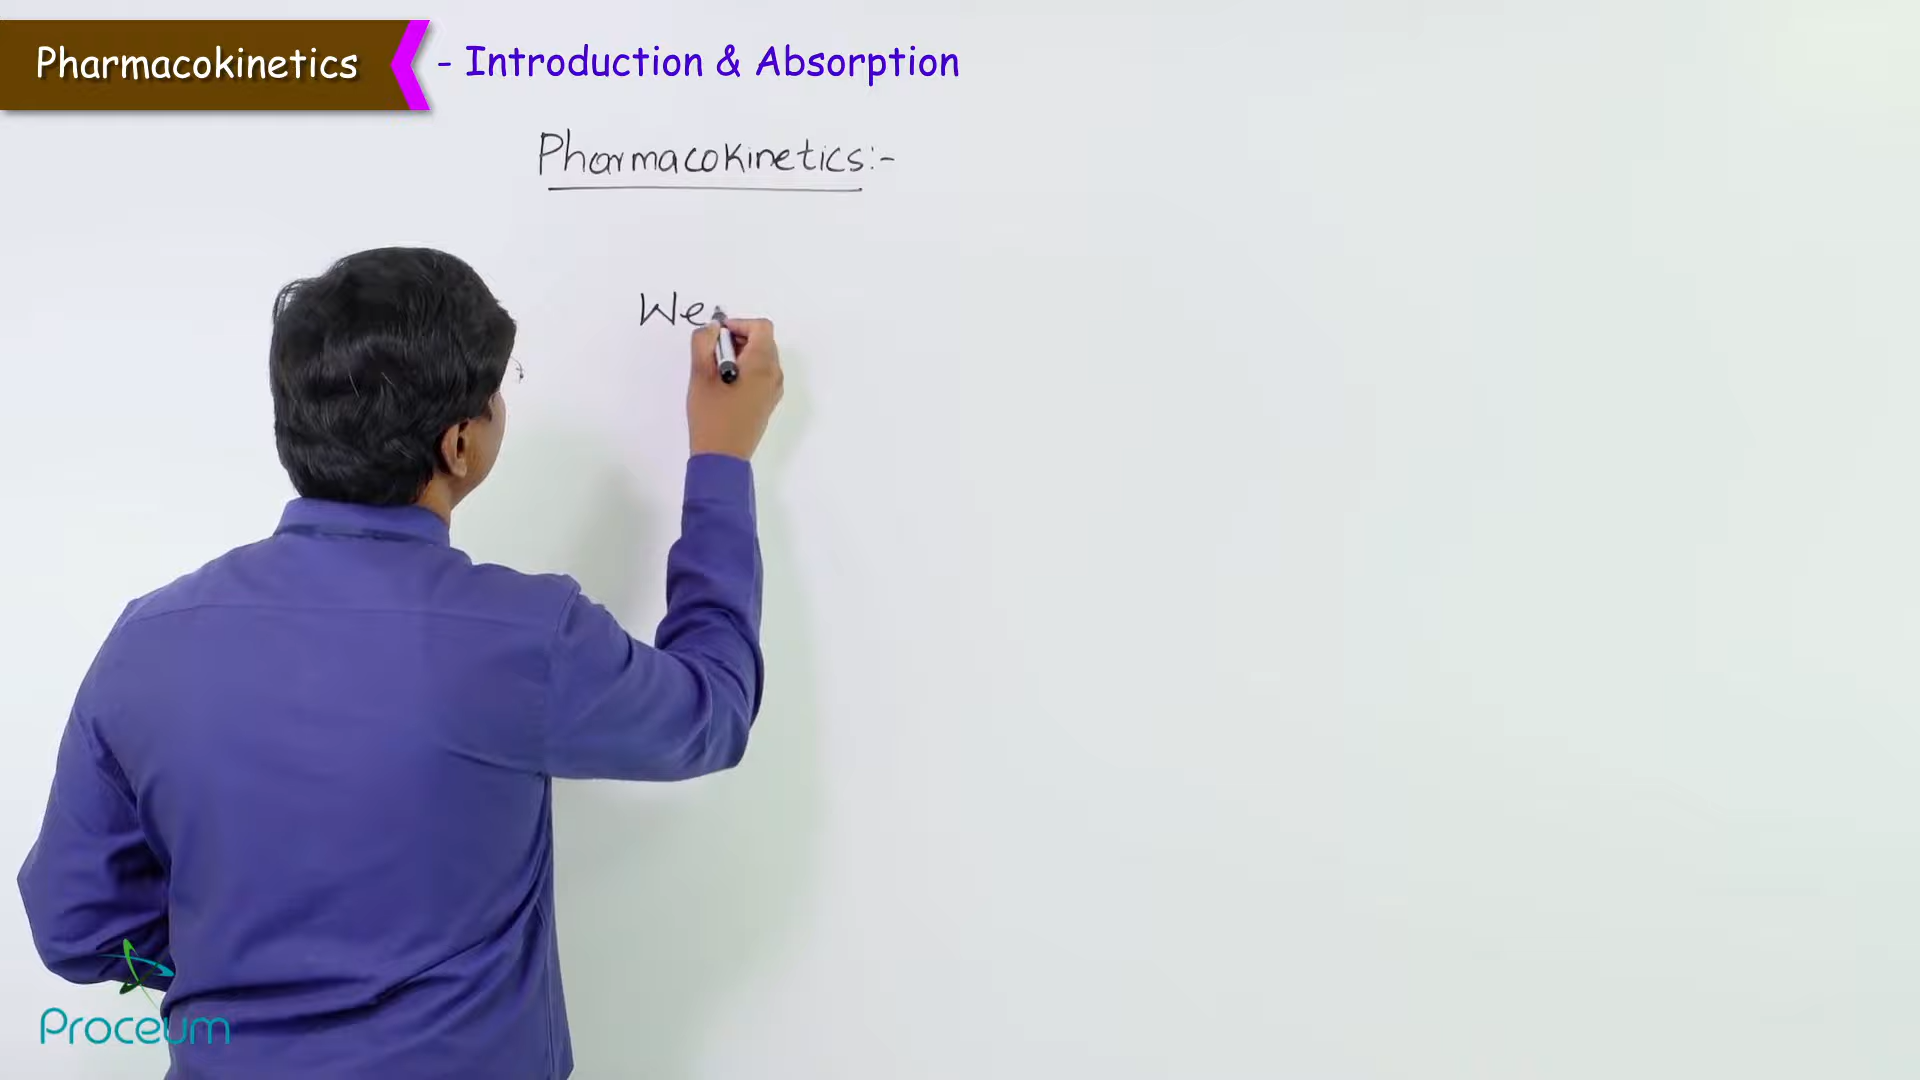 Pharmacokinetics - Introduction & Absorption
Pharmacokinetics:-
We
Proceum